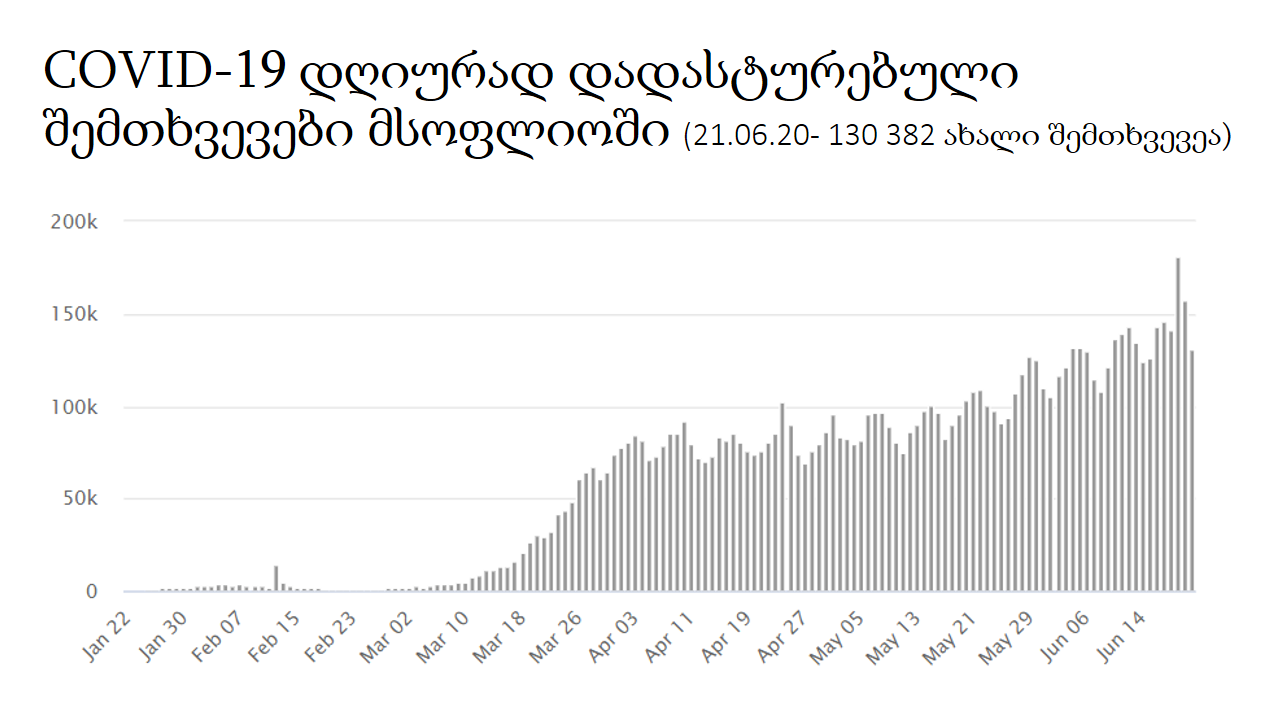 COVID-19 დღიურად დადასტურებული
შემთხვევები მსოფლიოში (21.06.20- 130 382 ახალი შემთხვევეა)
200k
150k
100k
50k
0
Jan 22
Jan 30
Feb 07
Feb 15
Feb 23
Mar 02
Mar 10
Mar 18
Mar 26
Apr 03
Apr 11
Apr 19
Apr 27
May 05
May 13
May 21
May 29
Jun 06
Jun 14